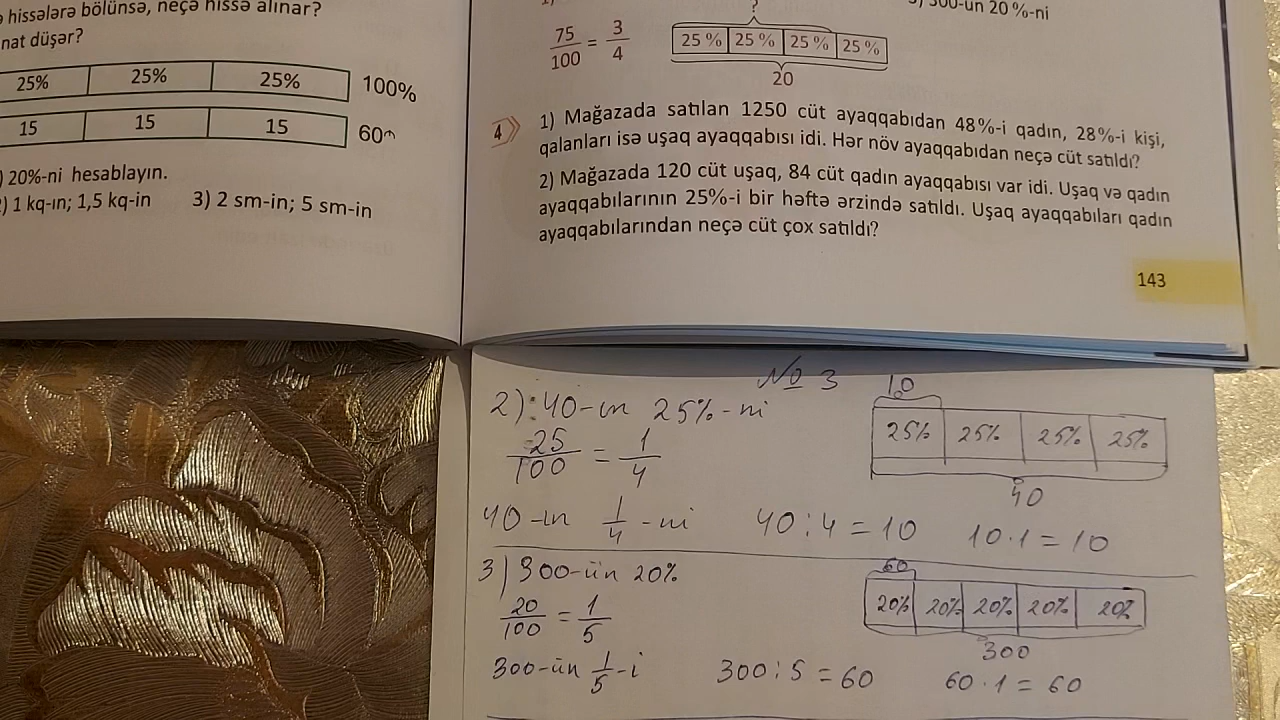 hissələrə bölünsə, neçə hissə alınar?
nat düşər?
25% 25% 25% 100%
15 15 15 60
20%-ni hesablayın.
) 1 kq-ın; 1,5 kq-in 3) 2 sm-in; 5 sm-in
300-ün 20 %-ni
?
75/100 = 3/4
25 % 25 % 25 % 25 %
20
4 1) Mağazada satılan 1250 cüt ayaqqabıdan 48%-i qadın, 28%-i kişi,
qalanları isə uşaq ayaqqabısı idi. Hər növ ayaqqabıdan neçə cüt satıldı?
2) Mağazada 120 cüt uşaq, 84 cüt qadın ayaqqabısı var idi. Uşaq və qadın
ayaqqabılarının 25%-i bir həftə ərzində satıldı. Uşaq ayaqqabıları qadın
ayaqqabılarından neçə cüt çox satıldı?
143
№ 3
2) 40-ın 25%-ni
25/100 = 1/4
10
25% 25% 25% 25%
40
40-ın 1/4-ni 40:4=10 10·1=10
3) 300-ün 20%
20/100 = 1/5
60
20% 20% 20% 20% 20%
300
300-ün 1/5-i 300:5=60 60·1=60